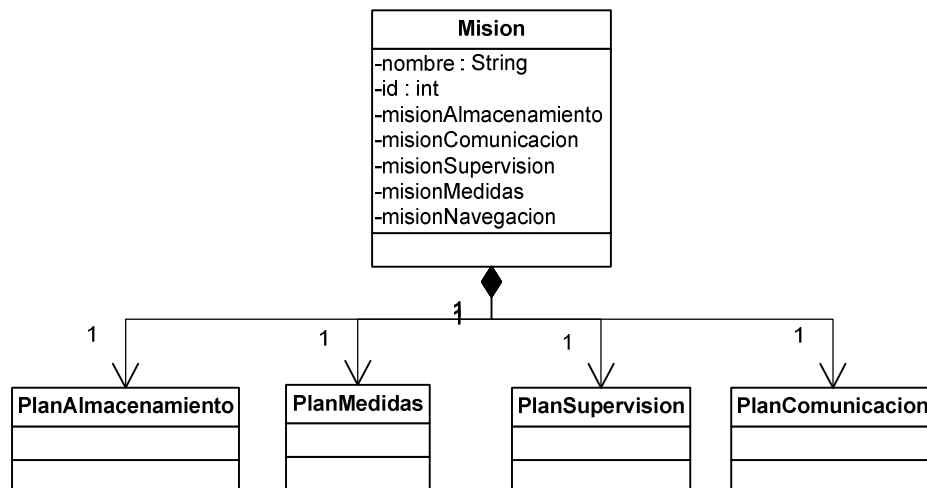 Mision
-nombre : String
-id : int
-misionAlmacenamiento
-misionComunicacion
-misionSupervision
-misionMedidas
-misionNavegacion
1
1
1
1
1
1
PlanAlmacenamiento
PlanMedidas
PlanSupervision
PlanComunicacion